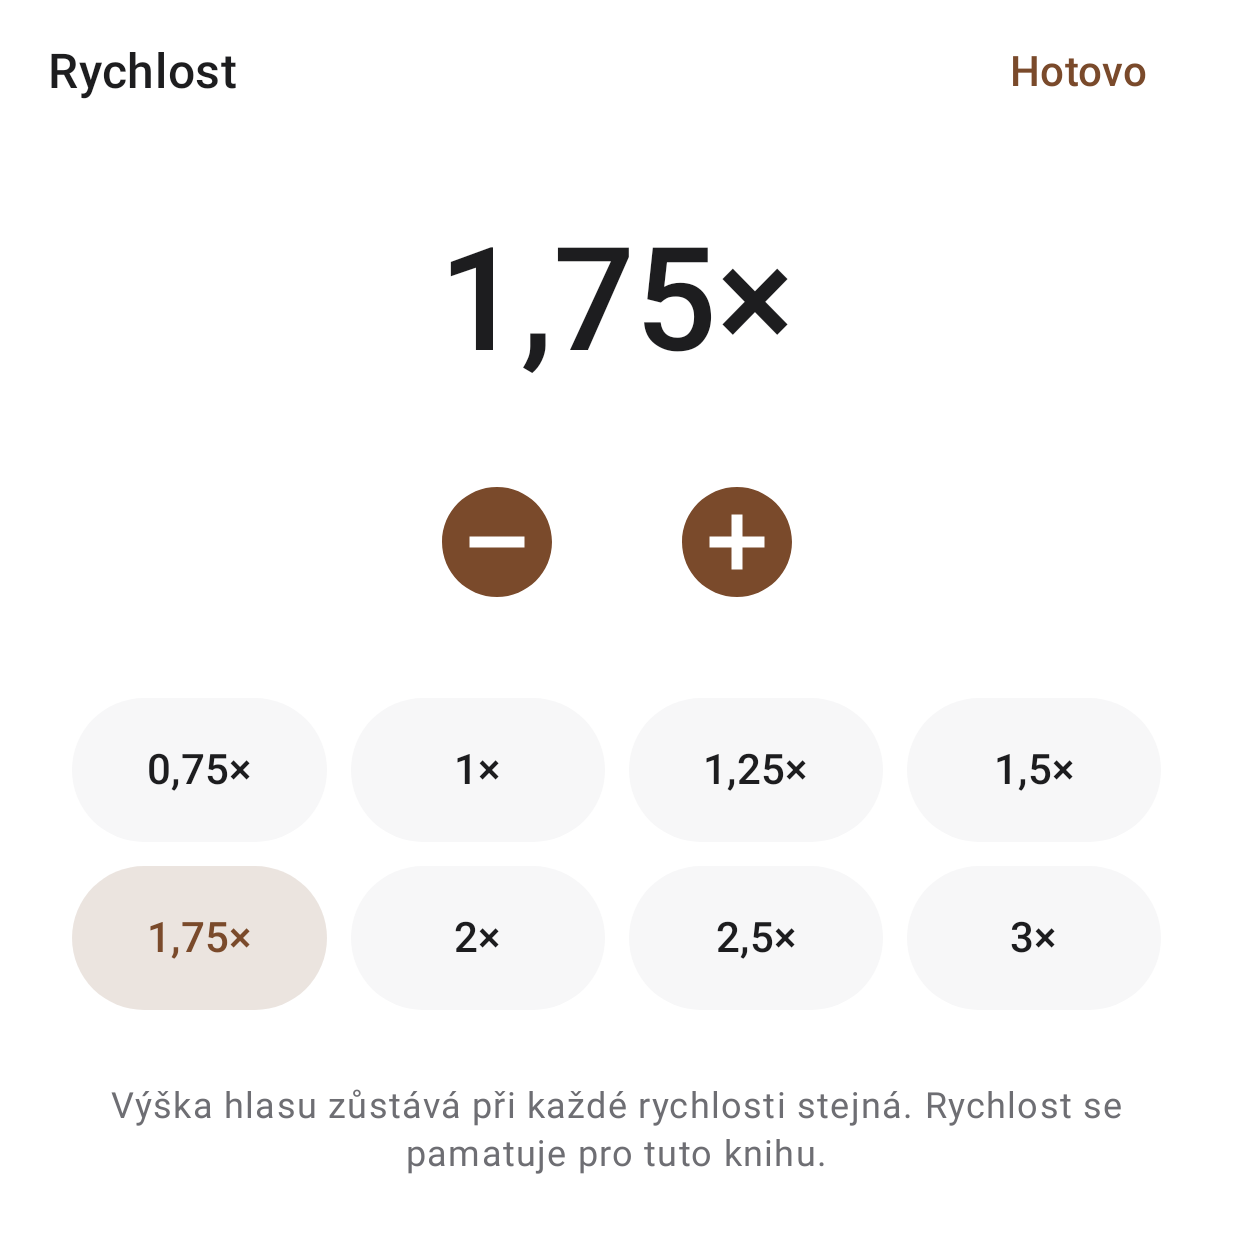 Rychlost
Hotovo
1,75×
0,75×
1×
1,25×
1,5×
1,75×
2×
2,5×
3×
Výška hlasu zůstává při každé rychlosti stejná. Rychlost se
pamatuje pro tuto knihu.